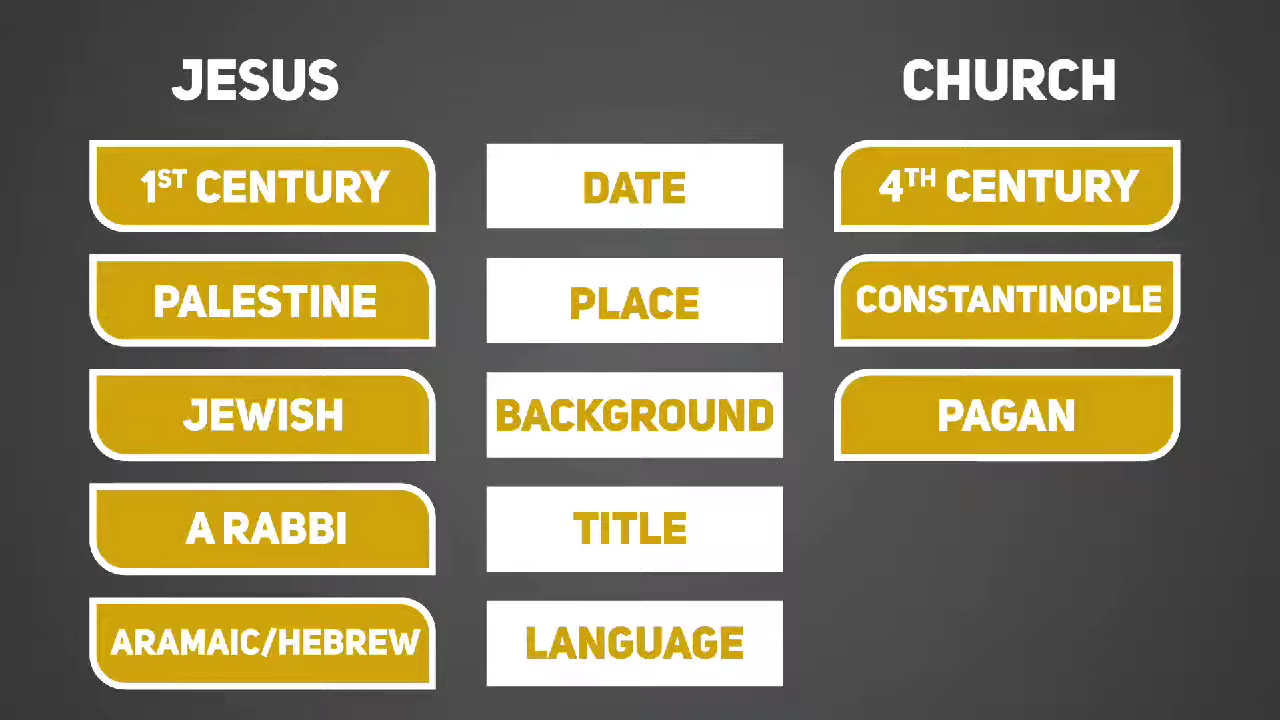 JESUS
CHURCH
1ST CENTURY
DATE
4TH CENTURY
PALESTINE
PLACE
CONSTANTINOPLE
JEWISH
BACKGROUND
PAGAN
A RABBI
TITLE
ARAMAIC/HEBREW
LANGUAGE